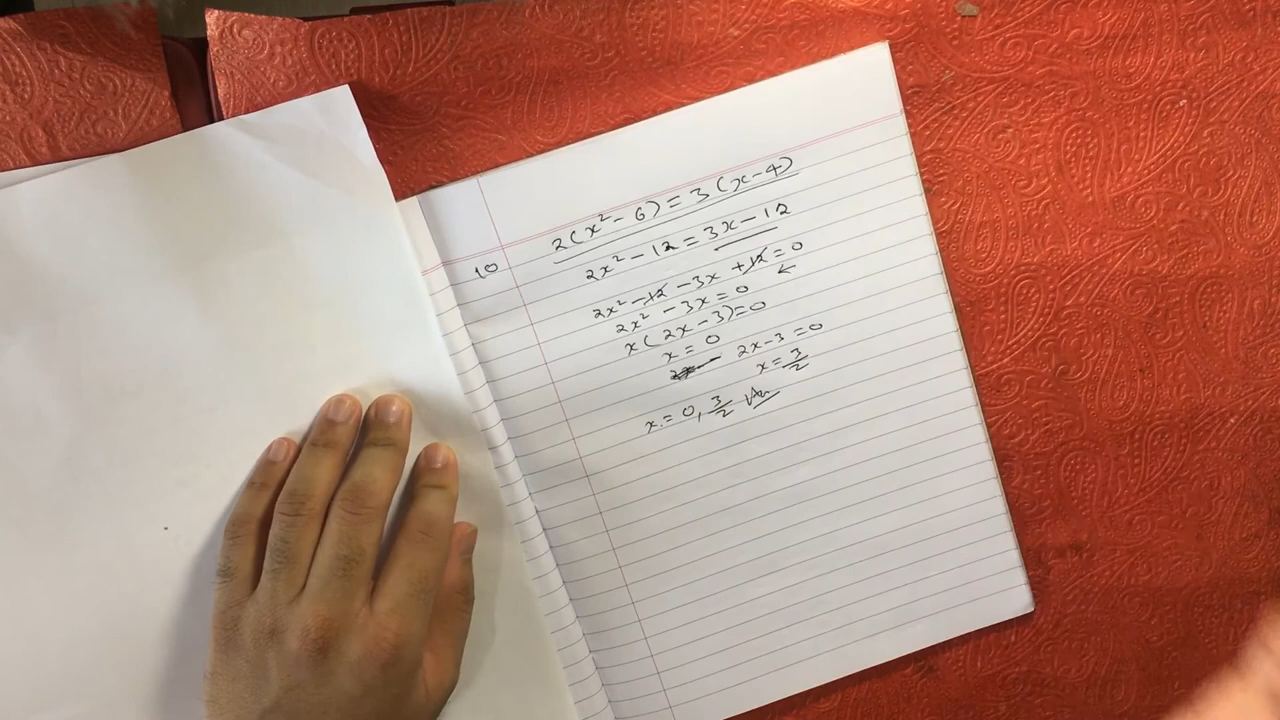 2(x² - 6) = 3(x - 4)
10
2x² - 12 = 3x - 12
2x² - 12 - 3x + 12 = 0
2x² - 3x = 0 ←
x(2x - 3) = 0
x = 0
2x - 3 = 0
x = 3/2
x = 0, 3/2 An